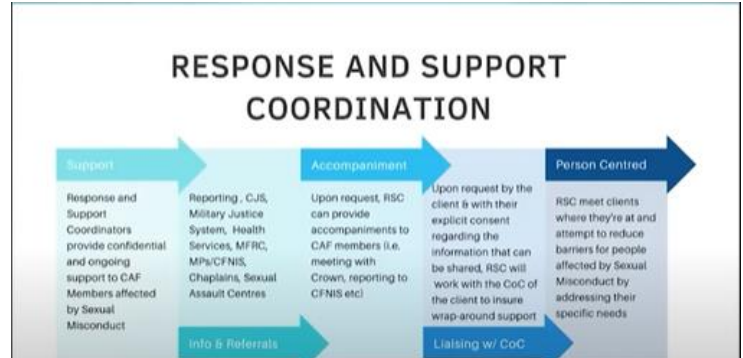 RESPONSE AND SUPPORT
COORDINATION
Support
Response and
Support
Coordinators
provide confidential
and ongoing
support to CAF
Members affected
by Sexual
Misconduct
Reporting , CJS,
Military Justice
System, Health
Services, MFRC,
MPs/CFNIS,
Chaplains, Sexual
Assault Centres
Info & Referrals
Accompaniment
Upon request, RSC
can provide
accompaniments to
CAF members (i.e.
meeting with
Crown, reporting to
CFNIS etc)
Upon request by the
client & with their
explicit consent
regarding the
information that can
be shared, RSC will
work with the CoC of
the client to insure
wrap-around support
Liaising w/ CoC
Person Centred
RSC meet clients
where they're at and
attempt to reduce
barriers for people
affected by Sexual
Misconduct by
addressing their
specific needs